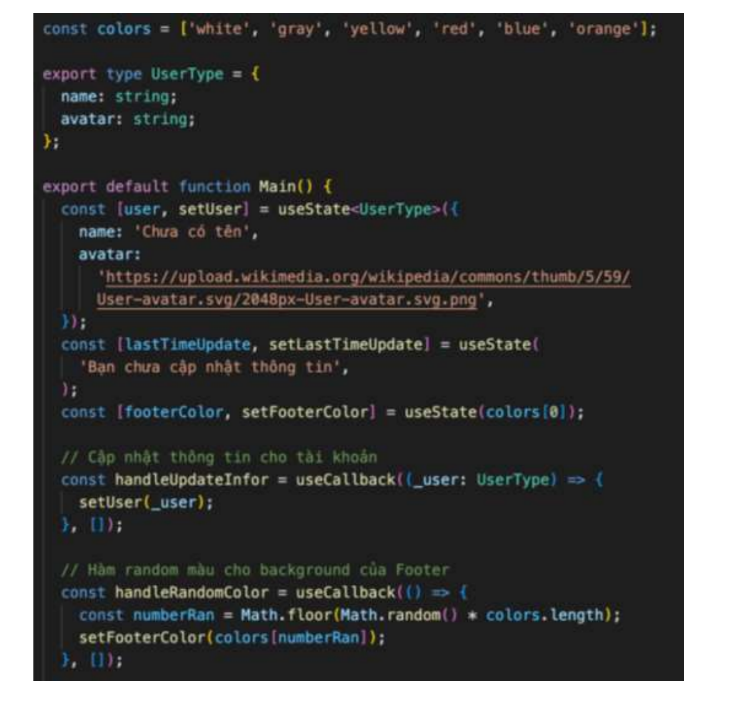 const colors = ['white', 'gray', 'yellow', 'red', 'blue', 'orange'];
export type UserType = {
name: string;
avatar: string;
};
export default function Main() {
const [user, setUser] = useState<UserType>({
name: 'Chưa có tên',
avatar:
'https://upload.wikimedia.org/wikipedia/commons/thumb/5/59/
User-avatar.svg/2048px-User-avatar.svg.png',
});
const [lastTimeUpdate, setLastTimeUpdate] = useState(
'Bạn chưa cập nhật thông tin',
);
const [footerColor, setFooterColor] = useState(colors[0]);
// Cập nhật thông tin cho tài khoản
const handleUpdateInfor = useCallback((_user: UserType) => {
setUser(_user);
}, []);
// Hàm random màu cho background của Footer
const handleRandomColor = useCallback(() => {
const numberRan = Math.floor(Math.random() * colors.length);
setFooterColor(colors[numberRan]);
}, []);